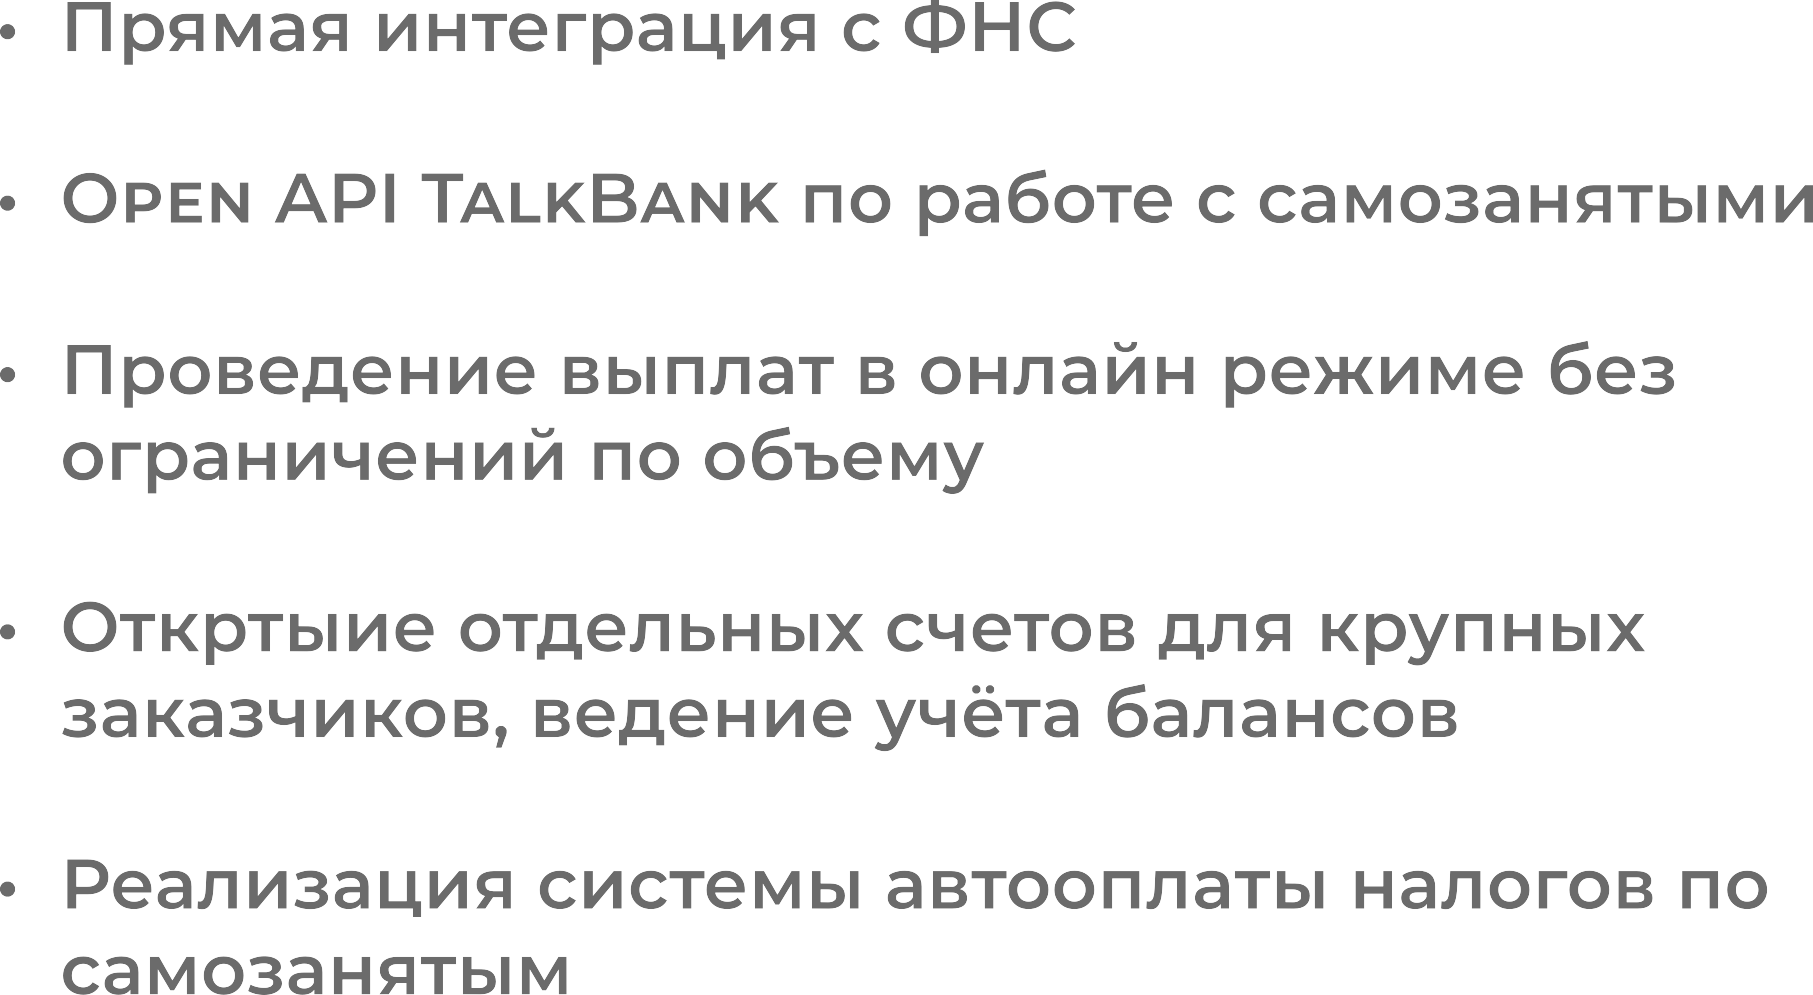 • Прямая интеграция с ФНС
• Open API TalkBank по работе с самозанятыми
• Проведение выплат в онлайн режиме без
ограничений по объему
• Откртыие отдельных счетов для крупных
заказчиков, ведение учёта балансов
• Реализация системы автооплаты налогов по
самозанятым